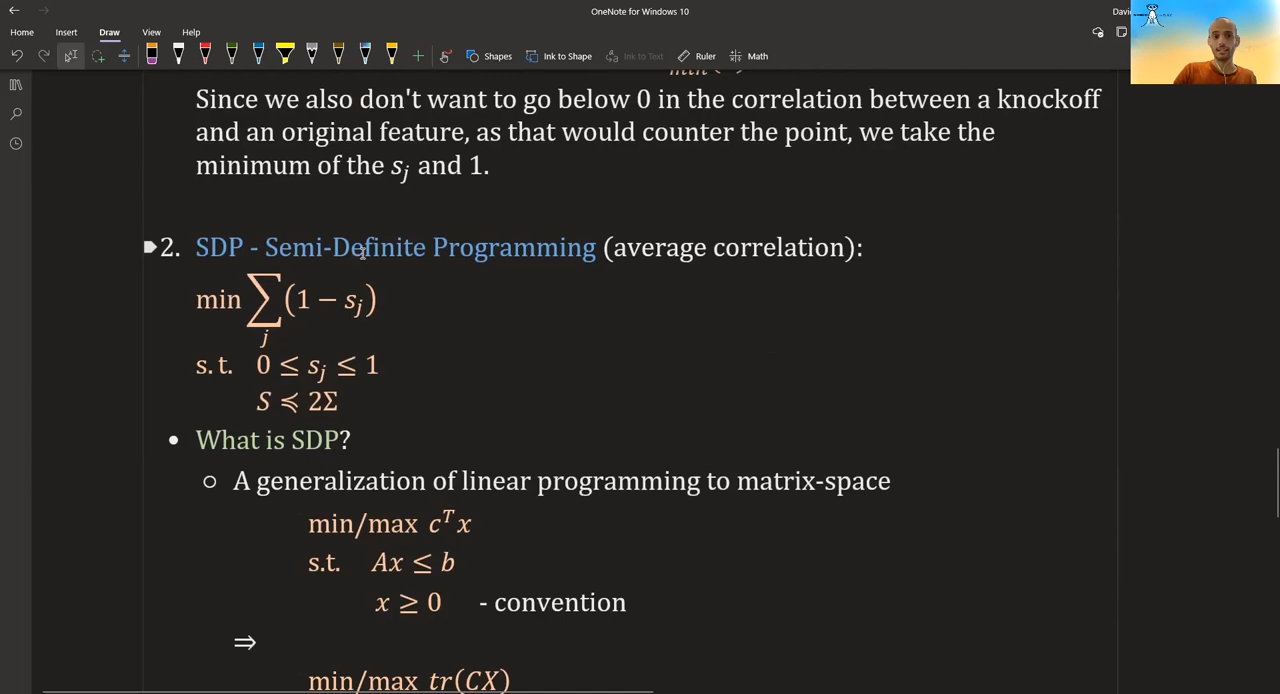 OneNote for Windows 10
Home Insert Draw View Help
Shapes Ink to Shape Ink to Text Ruler Math
Since we also don't want to go below 0 in the correlation between a knockoff
and an original feature, as that would counter the point, we take the
minimum of the s_j and 1.
2. SDP - Semi-Definite Programming (average correlation):
min ∑_j (1 − s_j)
s.t. 0 ≤ s_j ≤ 1
S ≼ 2Σ
• What is SDP?
○ A generalization of linear programming to matrix-space
min/max c^T x
s.t. Ax ≤ b
x ≥ 0 - convention
⇒
min/max tr(CX)